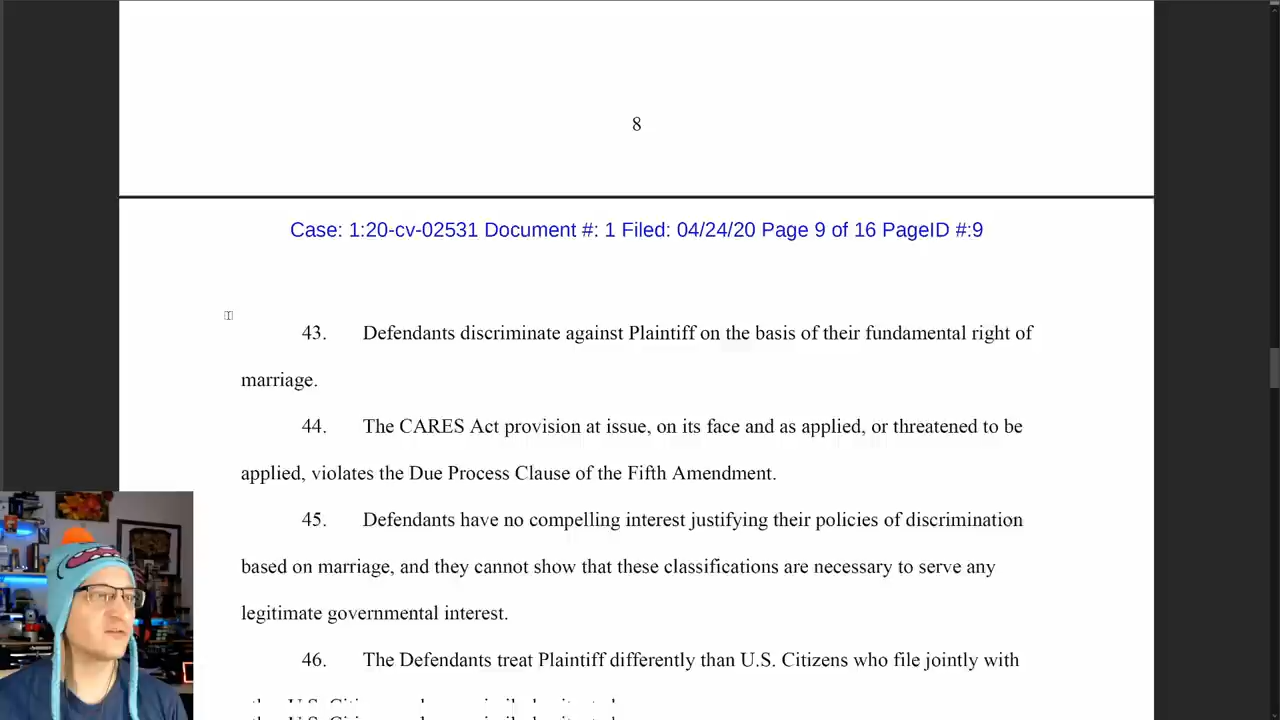 8
Case: 1:20-cv-02531 Document #: 1 Filed: 04/24/20 Page 9 of 16 PageID #:9
43. Defendants discriminate against Plaintiff on the basis of their fundamental right of
marriage.
44. The CARES Act provision at issue, on its face and as applied, or threatened to be
applied, violates the Due Process Clause of the Fifth Amendment.
45. Defendants have no compelling interest justifying their policies of discrimination
based on marriage, and they cannot show that these classifications are necessary to serve any
legitimate governmental interest.
46. The Defendants treat Plaintiff differently than U.S. Citizens who file jointly with